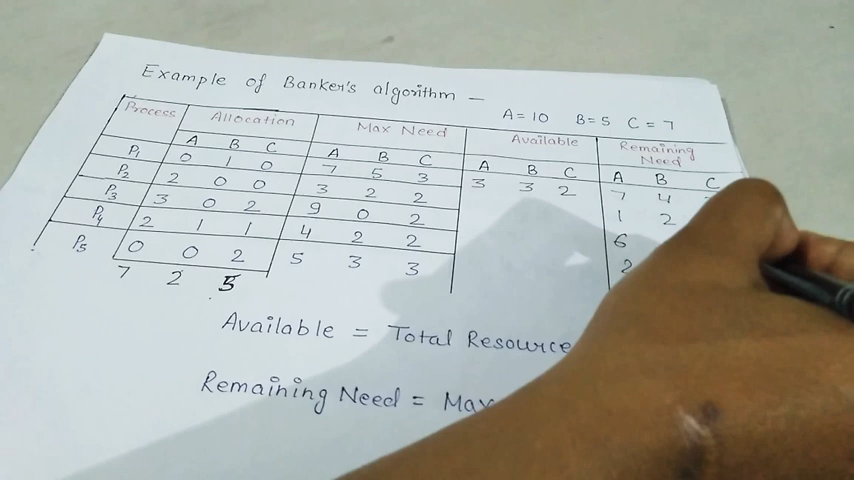 Example of Banker's algorithm –
A=10 B=5 C=7
Process Allocation Max Need Available Remaining Need
A B C A B C A B C A B C
P1 0 1 0 7 5 3 3 3 2 7 4
P2 2 0 0 3 2 2 1 2
P3 3 0 2 9 0 2 6
P4 2 1 1 4 2 2 2
P5 0 0 2 5 3 3
7 2 5
Available = Total Resource
Remaining Need = Max